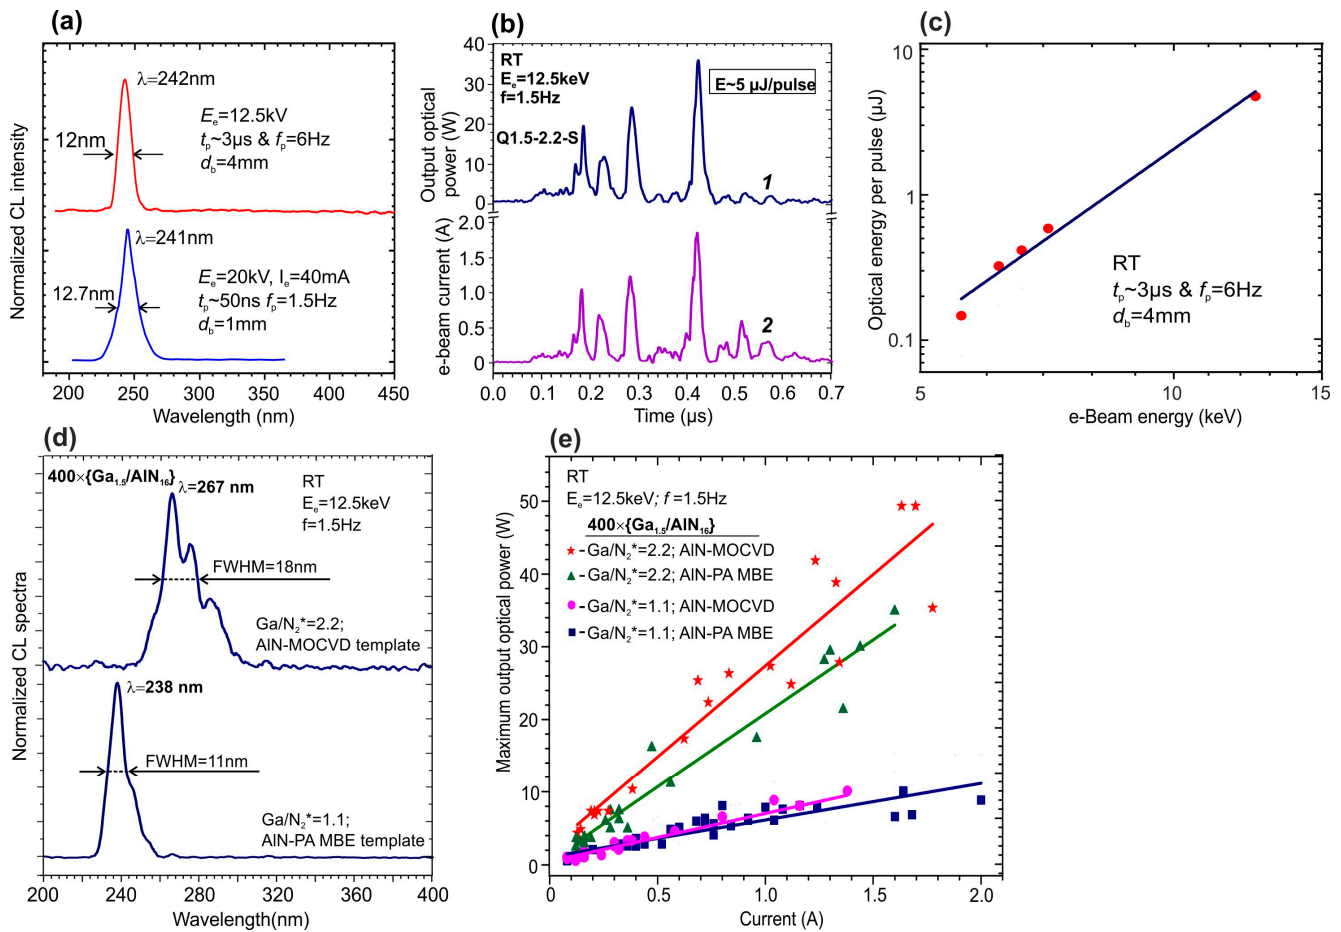 (a)
Normalized CL intensity
λ=242nm
12nm
Ee=12.5kV
tp~3μs & fp=6Hz
db=4mm
λ=241nm
12.7nm
Ee=20kV, Ie=40mA
tp~50ns fp=1.5Hz
db=1mm
200 250 300 350 400 450
Wavelength (nm)
(b)
Output optical
power (W)
40
30
20
10
0
RT
Ee=12.5keV
f=1.5Hz
Q1.5-2.2-S
E~5 μJ/pulse
1
e-beam current (A)
2.0
1.5
1.0
0.5
0
2
0.0 0.1 0.2 0.3 0.4 0.5 0.6 0.7
Time (μs)
(c)
Optical energy per pulse (μJ)
10
1
0.1
RT
tp~3μs & fp=6Hz
db=4mm
5 10 15
e-Beam energy (keV)
(d)
Normalized CL spectra
400×{Ga1.5/AlN16}
λ=267 nm
RT
Ee=12.5keV
f=1.5Hz
FWHM=18nm
Ga/N2*=2.2;
AlN-MOCVD template
λ=238 nm
FWHM=11nm
Ga/N2*=1.1;
AlN-PA MBE template
200 240 280 320 360 400
Wavelength(nm)
(e)
Maximum output optical power (W)
50
40
30
20
10
0
RT
Ee=12.5keV; f =1.5Hz
400×{Ga1.5/AlN16}
-Ga/N2*=2.2; AlN-MOCVD
-Ga/N2*=2.2; AlN-PA MBE
-Ga/N2*=1.1; AlN-MOCVD
-Ga/N2*=1.1; AlN-PA MBE
0 0.5 1.0 1.5 2.0
Current (A)